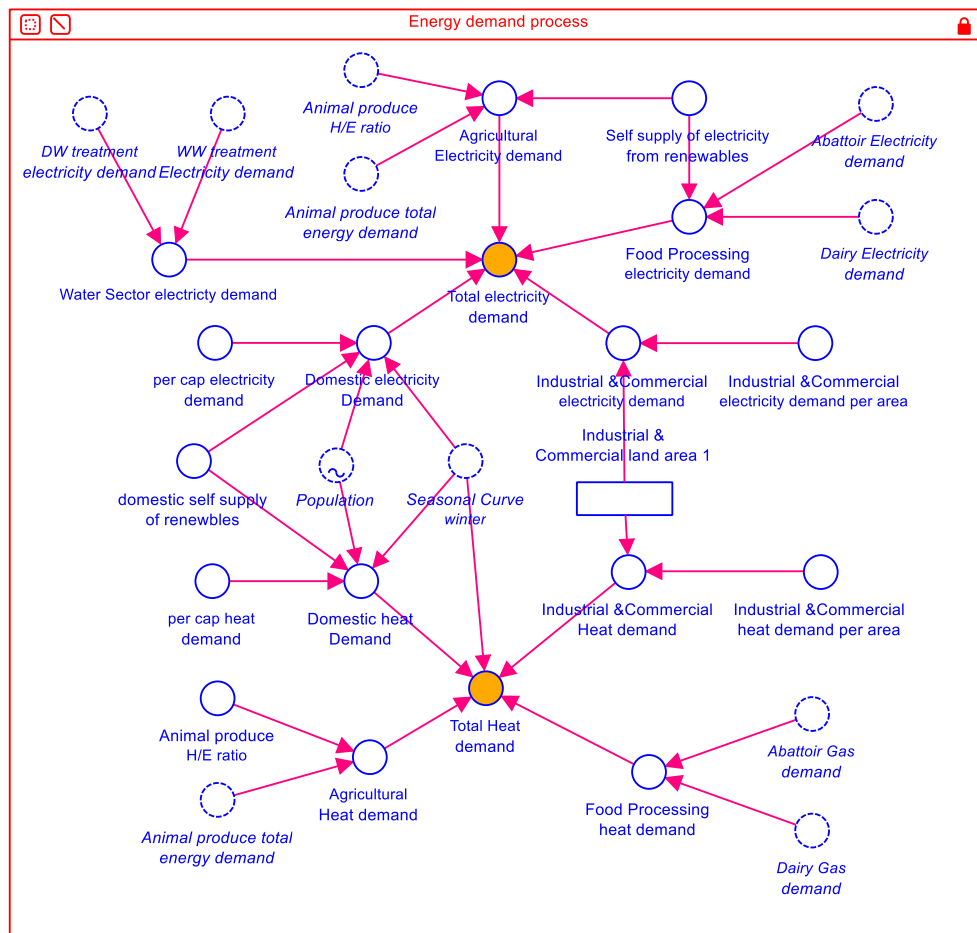 Energy demand process
Animal produce
H/E ratio
Agricultural
Electricity demand
Self supply of electricity
from renewables
Abattoir Electricity
demand
DW treatment
electricity demand
WW treatment
Electricity demand
Animal produce total
energy demand
Food Processing
electricity demand
Dairy Electricity
demand
Water Sector electricty demand
Total electricity
demand
per cap electricity
demand
Domestic electricity
Demand
Industrial &Commercial
electricity demand
Industrial &Commercial
electricity demand per area
Industrial &
Commercial land area 1
domestic self supply
of renewbles
Population
Seasonal Curve
winter
per cap heat
demand
Domestic heat
Demand
Industrial &Commercial
Heat demand
Industrial &Commercial
heat demand per area
Animal produce
H/E ratio
Total Heat
demand
Abattoir Gas
demand
Agricultural
Heat demand
Food Processing
heat demand
Animal produce total
energy demand
Dairy Gas
demand